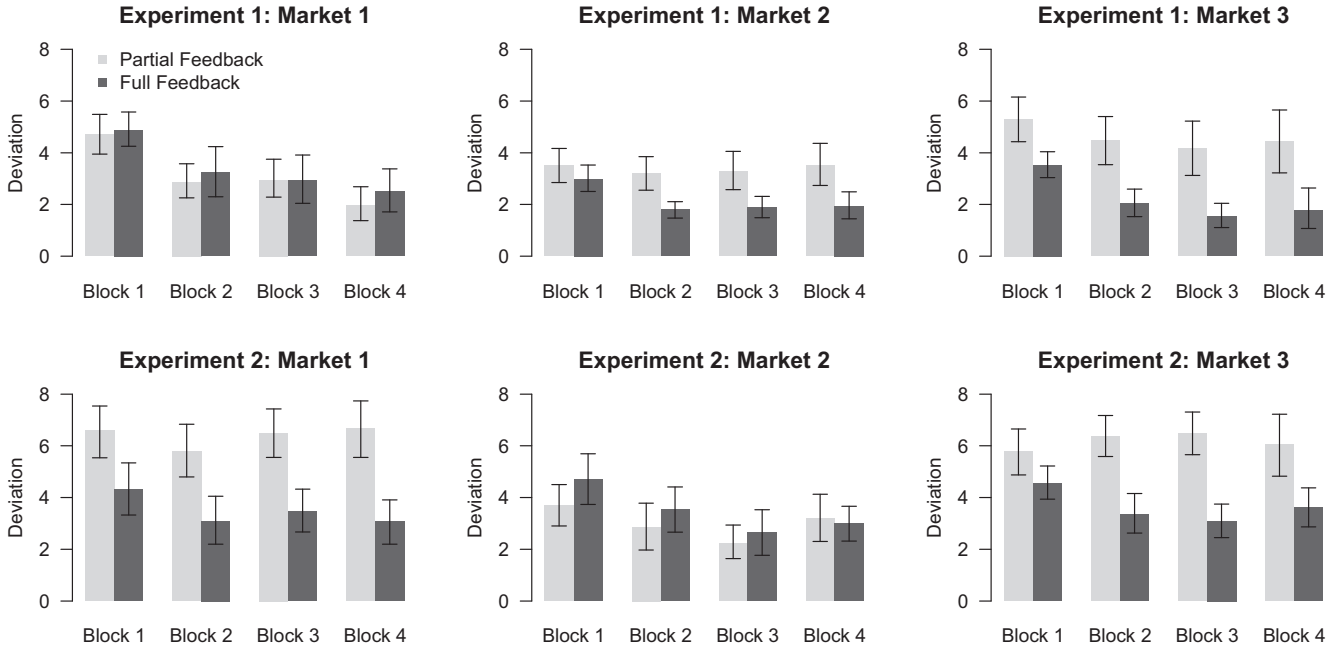 Experiment 1: Market 1
8
6
4
2
0
Deviation
Partial Feedback
Full Feedback
Block 1 Block 2 Block 3 Block 4
Experiment 1: Market 2
8
6
4
2
0
Deviation
Block 1 Block 2 Block 3 Block 4
Experiment 1: Market 3
8
6
4
2
0
Deviation
Block 1 Block 2 Block 3 Block 4
Experiment 2: Market 1
8
6
4
2
0
Deviation
Block 1 Block 2 Block 3 Block 4
Experiment 2: Market 2
8
6
4
2
0
Deviation
Block 1 Block 2 Block 3 Block 4
Experiment 2: Market 3
8
6
4
2
0
Deviation
Block 1 Block 2 Block 3 Block 4